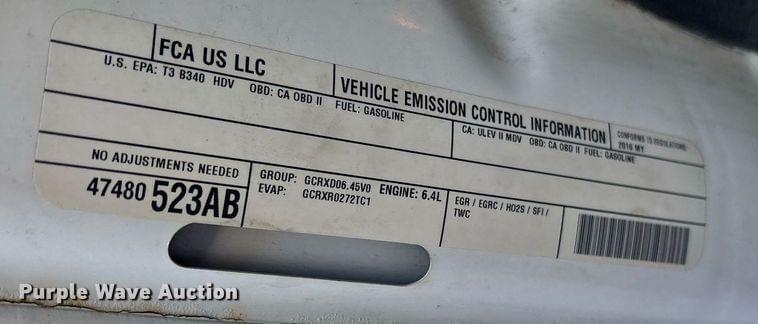 FCA US LLC
VEHICLE EMISSION CONTROL INFORMATION
CONFORMS TO REGULATIONS:
2016 MY
U.S. EPA: T3 B340 HDV OBD: CA OBD II FUEL: GASOLINE
CA: ULEV II MDV OBD: CA OBD II FUEL: GASOLINE
NO ADJUSTMENTS NEEDED
47480 523AB
GROUP: GCRXD06.45V0 ENGINE: 6.4L
EVAP: GCRXR0272TC1
EGR / EGRC / HO2S / SFI /
TWC
Purple Wave Auction